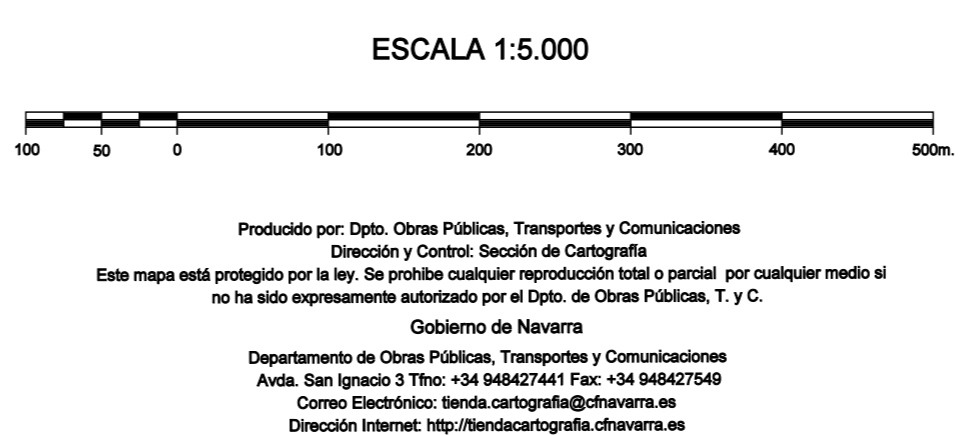 ESCALA 1:5.000
100 50 0 100 200 300 400 500m.
Producido por: Dpto. Obras Públicas, Transportes y Comunicaciones
Dirección y Control: Sección de Cartografía
Este mapa está protegido por la ley. Se prohibe cualquier reproducción total o parcial por cualquier medio si
no ha sido expresamente autorizado por el Dpto. de Obras Públicas, T. y C.
Gobierno de Navarra
Departamento de Obras Públicas, Transportes y Comunicaciones
Avda. San Ignacio 3 Tfno: +34 948427441 Fax: +34 948427549
Correo Electrónico: tienda.cartografia@cfnavarra.es
Dirección Internet: http://tiendacartografia.cfnavarra.es